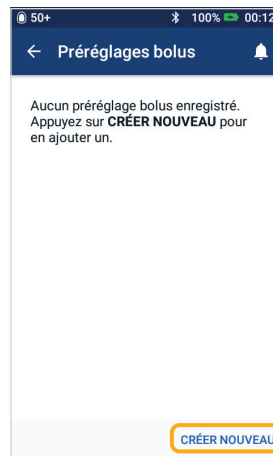 50+ 100% 00:12
Préréglages bolus
Aucun préréglage bolus enregistré.
Appuyez sur CRÉER NOUVEAU pour
en ajouter un.
CRÉER NOUVEAU